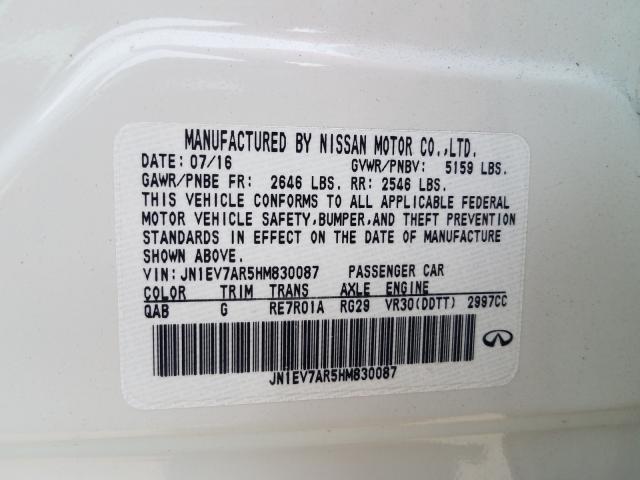 MANUFACTURED BY NISSAN MOTOR CO.,LTD.
DATE: 07/16 GVWR/PNBV: 5159 LBS.
GAWR/PNBE FR: 2646 LBS. RR: 2546 LBS.
THIS VEHICLE CONFORMS TO ALL APPLICABLE FEDERAL
MOTOR VEHICLE SAFETY,BUMPER,AND THEFT PREVENTION
STANDARDS IN EFFECT ON THE DATE OF MANUFACTURE
SHOWN ABOVE.
VIN: JN1EV7AR5HM830087 PASSENGER CAR
COLOR TRIM TRANS AXLE ENGINE
QAB G RE7R01A RG29 VR30(DDTT) 2997CC
JN1EV7AR5HM830087